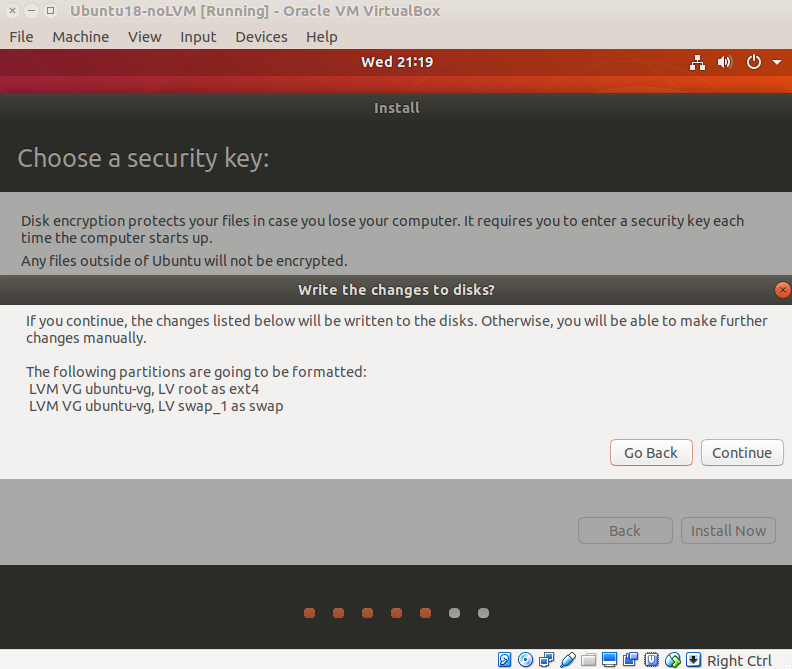 Ubuntu18-noLVM [Running] - Oracle VM VirtualBox
File Machine View Input Devices Help
Wed 21:19
Install
Choose a security key:
Disk encryption protects your files in case you lose your computer. It requires you to enter a security key each
time the computer starts up.
Any files outside of Ubuntu will not be encrypted.
Write the changes to disks?
If you continue, the changes listed below will be written to the disks. Otherwise, you will be able to make further
changes manually.
The following partitions are going to be formatted:
LVM VG ubuntu-vg, LV root as ext4
LVM VG ubuntu-vg, LV swap_1 as swap
Go Back Continue
Back Install Now
Right Ctrl